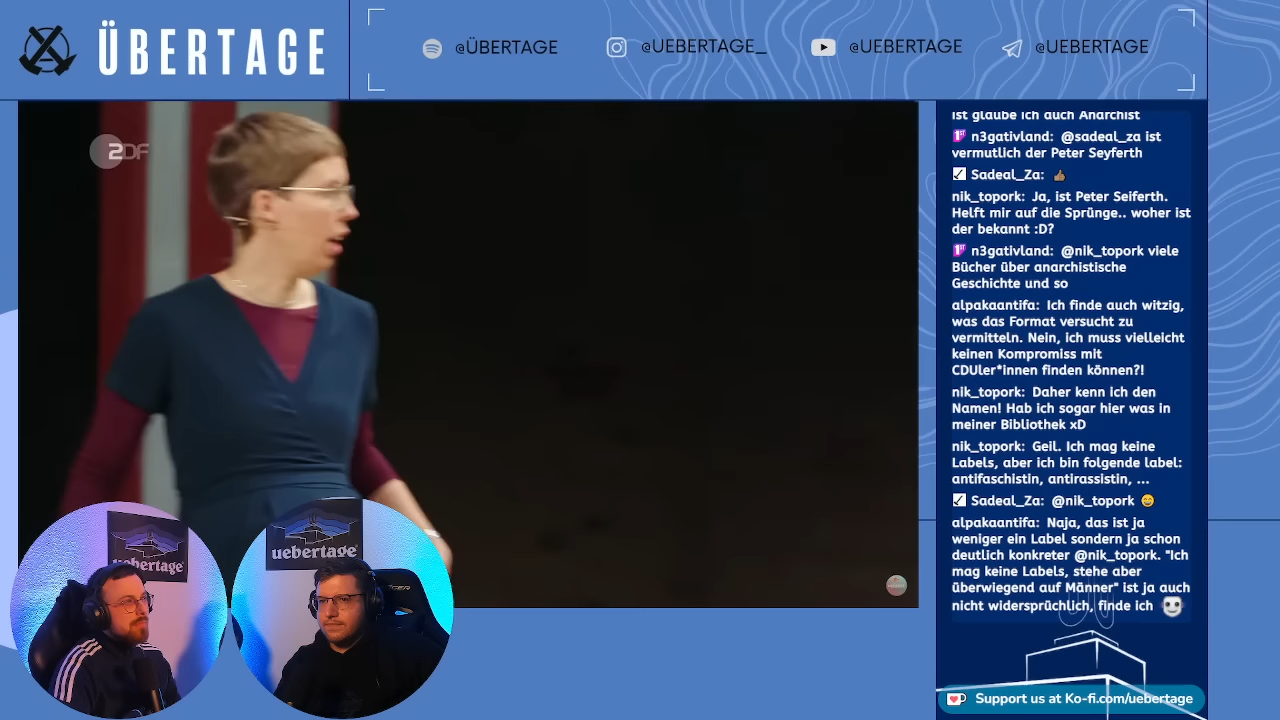 ÜBERTAGE
@ÜBERTAGE
@UEBERTAGE_
@UEBERTAGE
@UEBERTAGE
2DF
ist glaube ich auch Anarchist
n3gativland: @sadeal_za ist
vermutlich der Peter Seyferth
Sadeal_Za: 👍🏾
nik_topork: Ja, ist Peter Seiferth.
Helft mir auf die Sprünge.. woher ist
der bekannt :D?
n3gativland: @nik_topork viele
Bücher über anarchistische
Geschichte und so
alpakaantifa: Ich finde auch witzig,
was das Format versucht zu
vermitteln. Nein, ich muss vielleicht
keinen Kompromiss mit
CDUler*innen finden können?!
nik_topork: Daher kenn ich den
Namen! Hab ich sogar hier was in
meiner Bibliothek xD
nik_topork: Geil. Ich mag keine
Labels, aber ich bin folgende label:
antifaschistin, antirassistin, ...
Sadeal_Za: @nik_topork 😊
alpakaantifa: Naja, das ist ja
weniger ein Label sondern ja schon
deutlich konkreter @nik_topork. "Ich
mag keine Labels, stehe aber
überwiegend auf Männer" ist ja auch
nicht widersprüchlich, finde ich
uebertage
uebertage
Support us at Ko-fi.com/uebertage